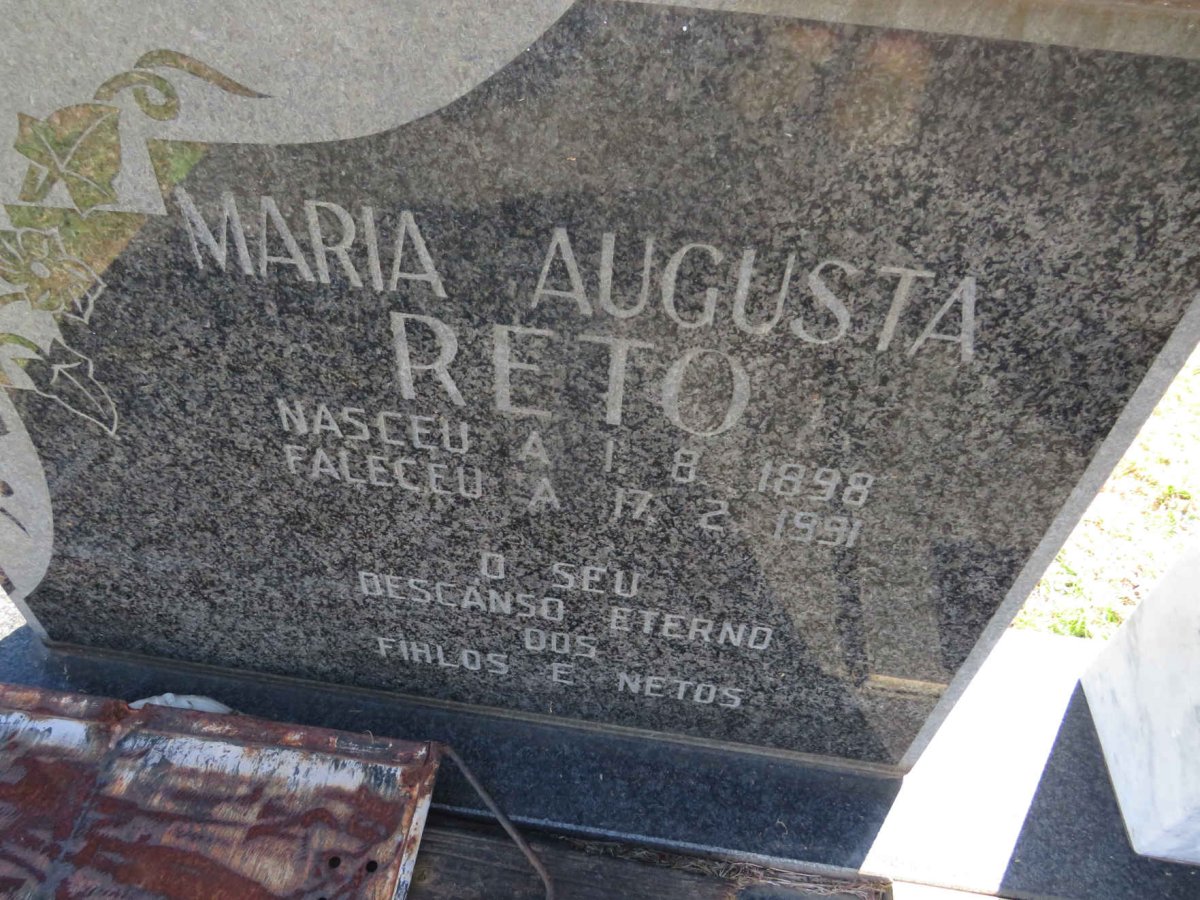 MARIA AUGUSTA
RETO
NASCEU A 1. 8 1898
FALECEU A 17. 2 1991
O SEU
DESCANSO ETERNO
DOS
FIHLOS E NETOS